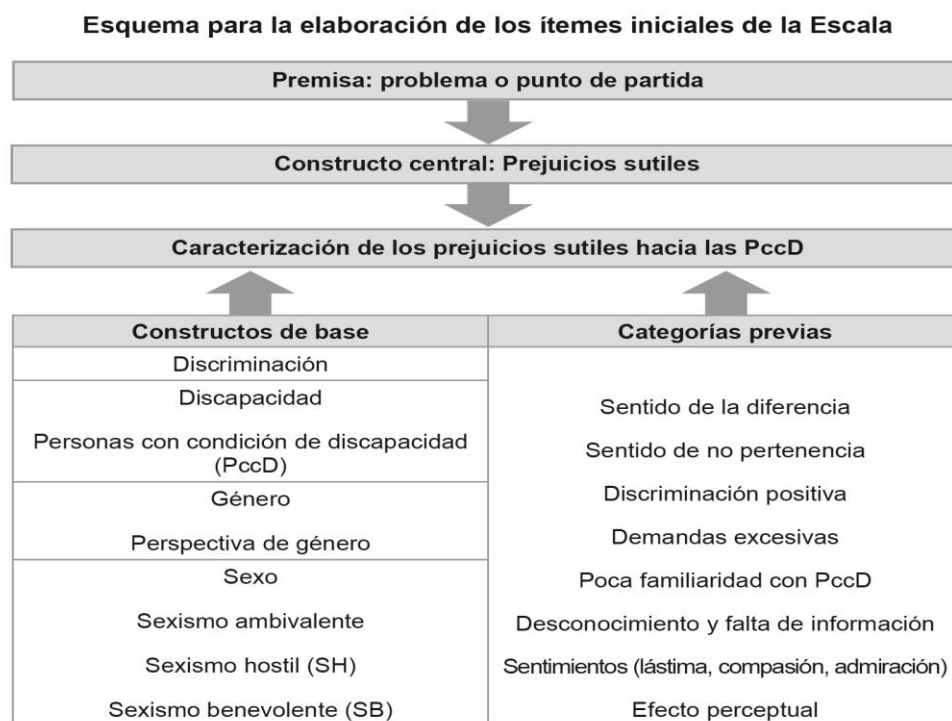 Esquema para la elaboración de los ítemes iniciales de la Escala
Premisa: problema o punto de partida
Constructo central: Prejuicios sutiles
Caracterización de los prejuicios sutiles hacia las PccD
Constructos de base
Discriminación
Discapacidad
Personas con condición de discapacidad
(PccD)
Género
Perspectiva de género
Sexo
Sexismo ambivalente
Sexismo hostil (SH)
Sexismo benevolente (SB)
Categorías previas
Sentido de la diferencia
Sentido de no pertenencia
Discriminación positiva
Demandas excesivas
Poca familiaridad con PccD
Desconocimiento y falta de información
Sentimientos (lástima, compasión, admiración)
Efecto perceptual